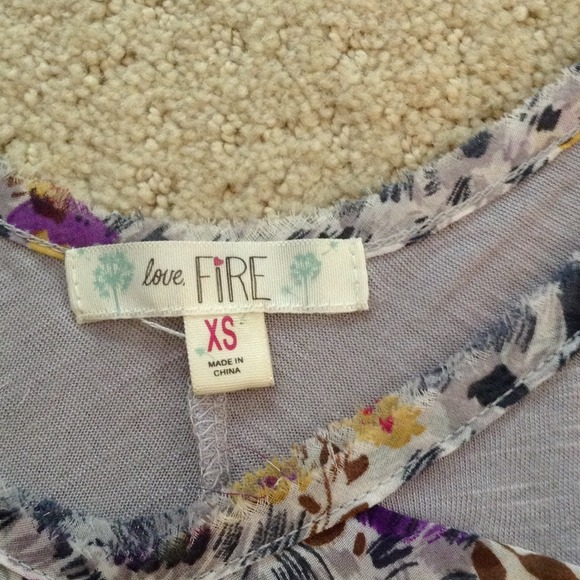 love, FiRE
XS
MADE IN
CHINA